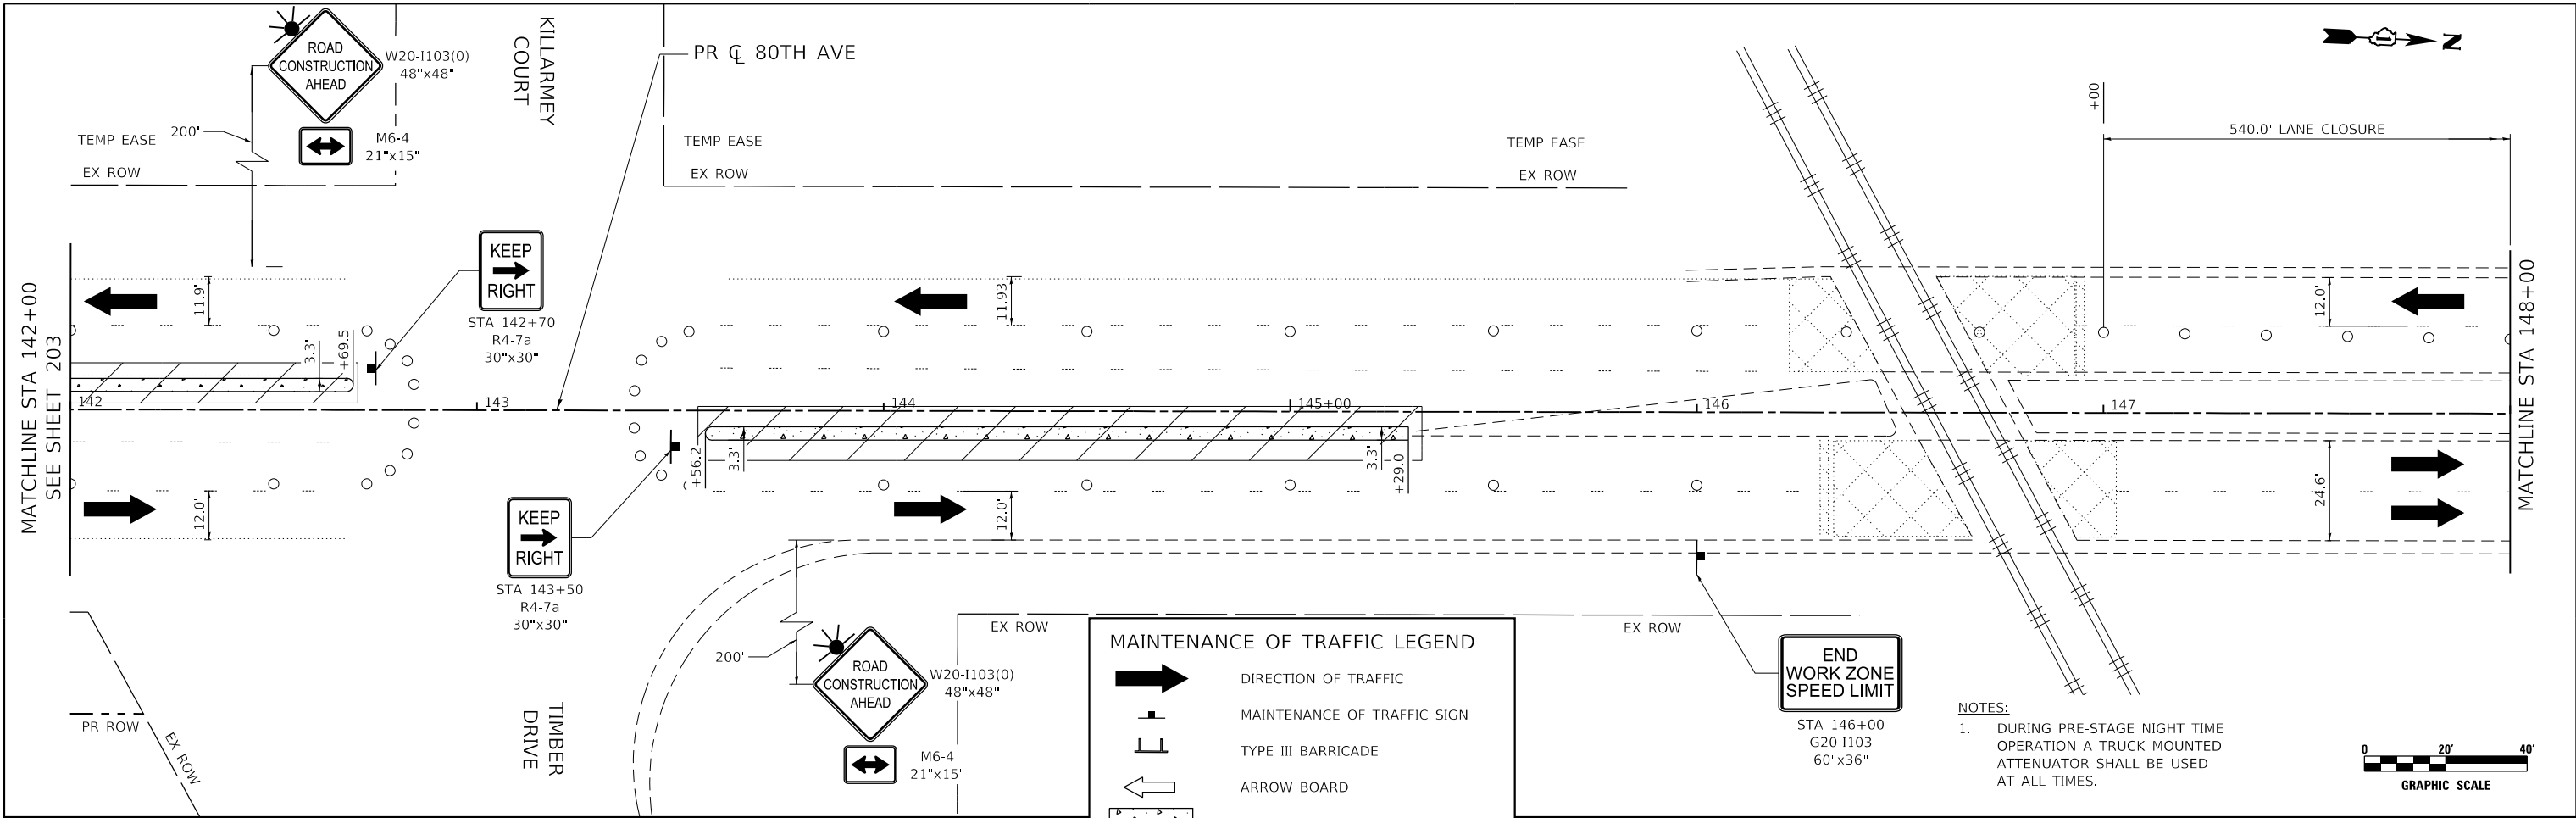 ROAD
CONSTRUCTION
AHEAD
W20-I103(0)
48"x48"
M6-4
21"x15"
200'
TEMP EASE
EX ROW
KILLARMEY
COURT
PR ℄ 80TH AVE
TEMP EASE
EX ROW
TEMP EASE
EX ROW
N
+00
540.0' LANE CLOSURE
MATCHLINE STA 142+00
SEE SHEET 203
11.9'
3.3'
+69.5
KEEP
RIGHT
STA 142+70
R4-7a
30"x30"
11.93'
12.0'
MATCHLINE STA 148+00
142
143
144
145+00
146
147
12.0'
+56.2
3.3'
3.3'
+29.0
12.0'
24.6'
KEEP
RIGHT
STA 143+50
R4-7a
30"x30"
PR ROW
EX ROW
TIMBER
DRIVE
200'
ROAD
CONSTRUCTION
AHEAD
W20-I103(0)
48"x48"
M6-4
21"x15"
EX ROW
EX ROW
MAINTENANCE OF TRAFFIC LEGEND
DIRECTION OF TRAFFIC
MAINTENANCE OF TRAFFIC SIGN
TYPE III BARRICADE
ARROW BOARD
END
WORK ZONE
SPEED LIMIT
STA 146+00
G20-I103
60"x36"
NOTES:
1. DURING PRE-STAGE NIGHT TIME
OPERATION A TRUCK MOUNTED
ATTENUATOR SHALL BE USED
AT ALL TIMES.
0 20' 40'
GRAPHIC SCALE